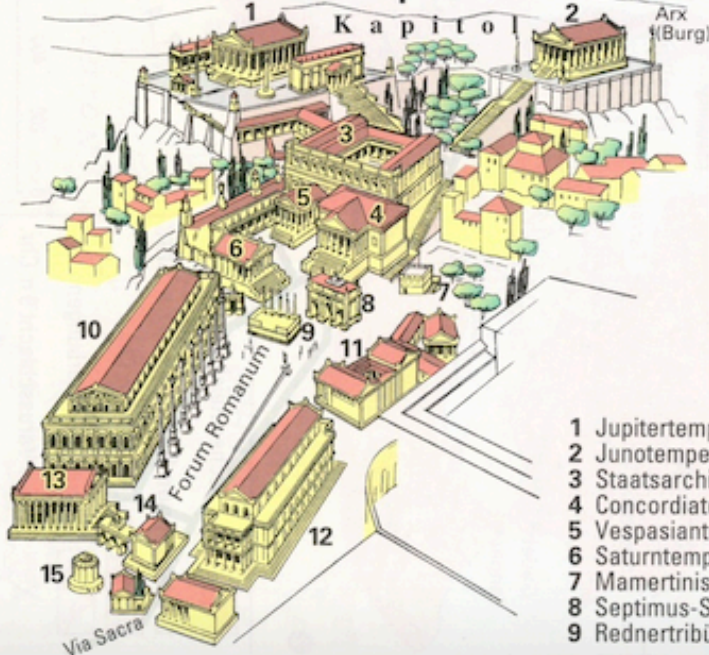 1
Kapitol
2
Arx
(Burg)
3
5
4
6
7
8
10
9
11
Forum Romanum
13
14
12
15
Via Sacra
1 Jupitertemp
2 Junotempe
3 Staatsarchi
4 Concordiat
5 Vespasiant
6 Saturntemp
7 Mamertinis
8 Septimus-S
9 Rednertribü